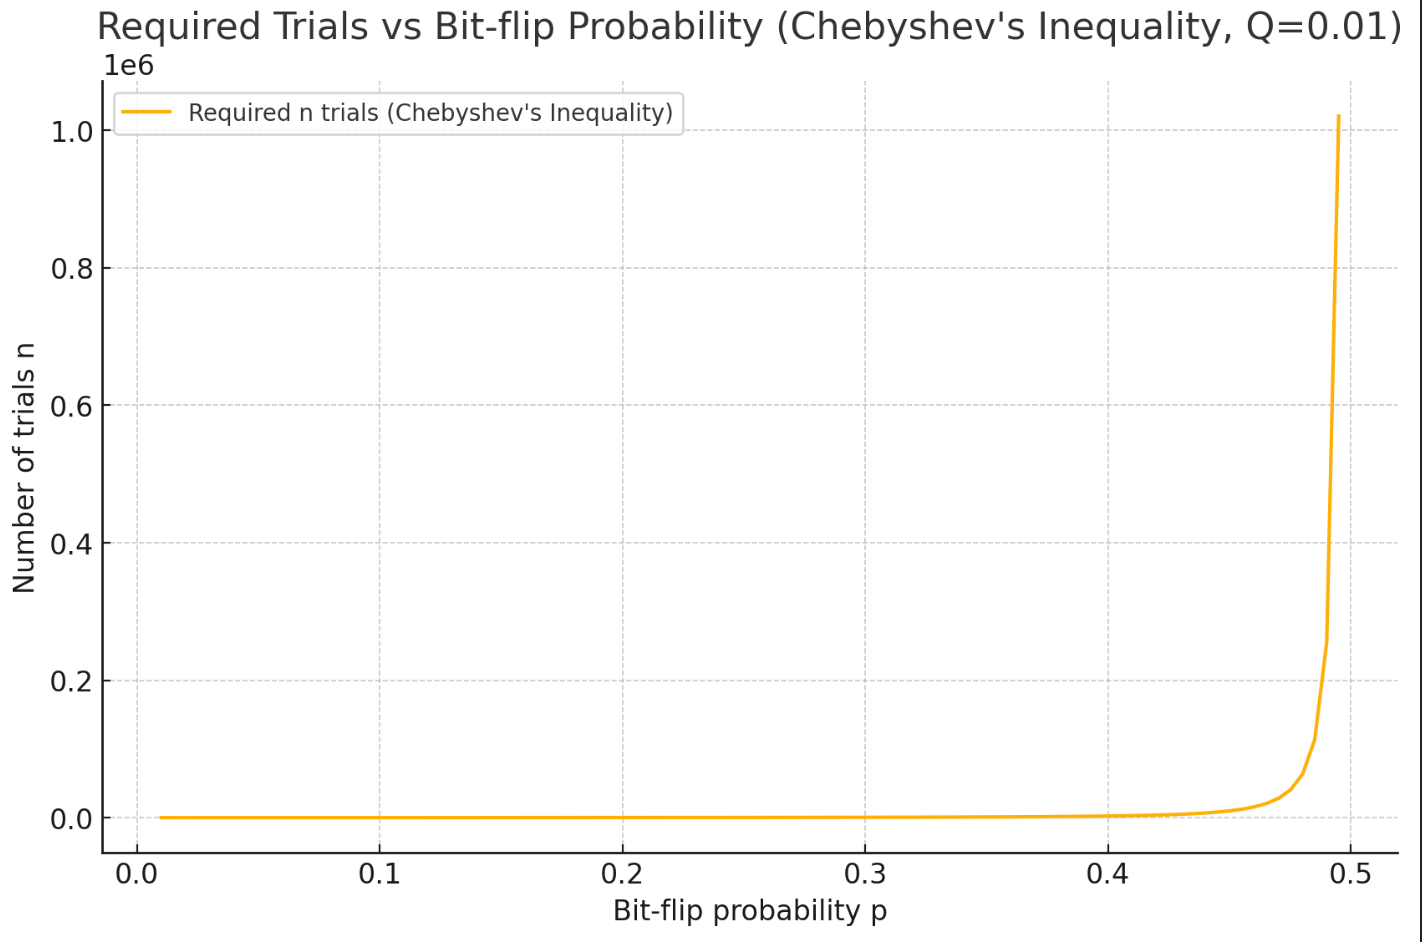 Required Trials vs Bit-flip Probability (Chebyshev's Inequality, Q=0.01)
1e6
Required n trials (Chebyshev's Inequality)
1.0
0.8
0.6
0.4
0.2
0.0
Number of trials n
0.0 0.1 0.2 0.3 0.4 0.5
Bit-flip probability p